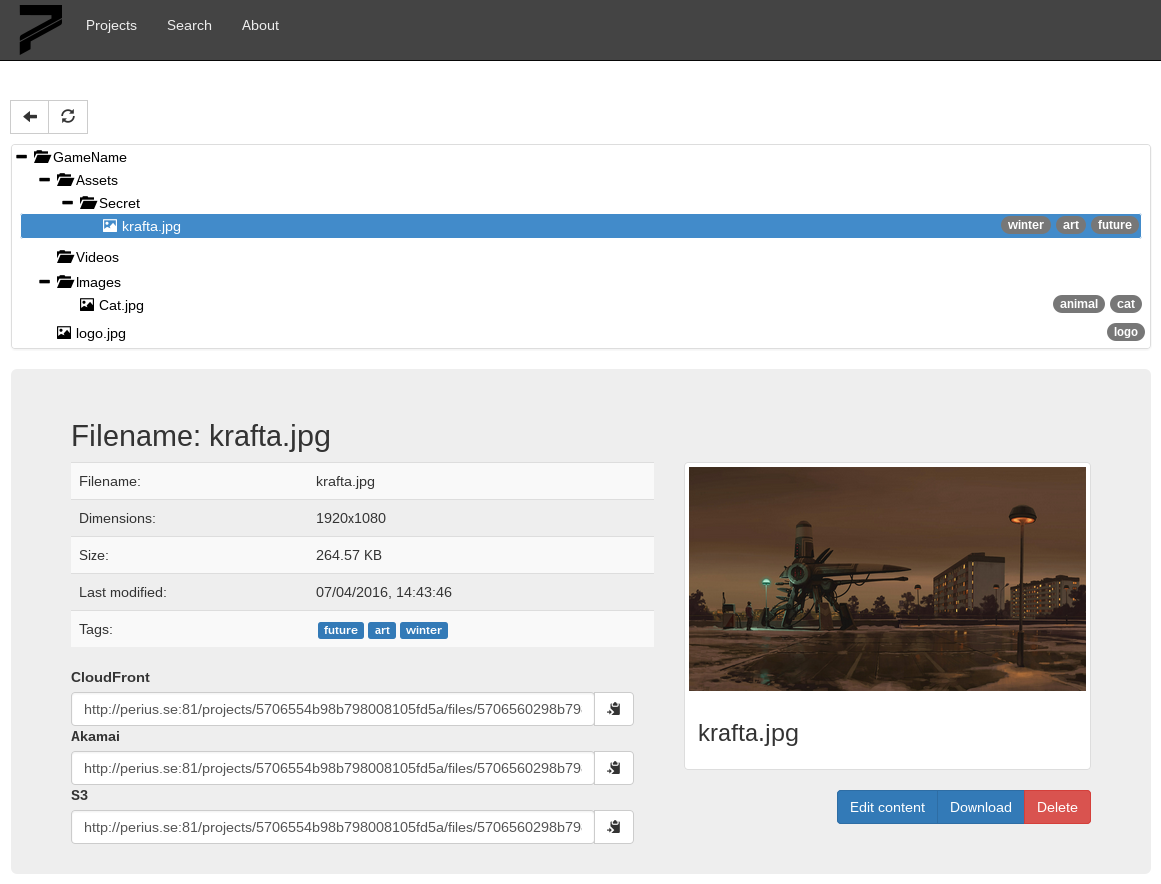 Projects Search About
GameName
Assets
Secret
krafta.jpg winter art future
Videos
Images
Cat.jpg animal cat
logo.jpg logo
Filename: krafta.jpg
Filename: krafta.jpg
Dimensions: 1920x1080
Size: 264.57 KB
Last modified: 07/04/2016, 14:43:46
Tags: future art winter
CloudFront
http://perius.se:81/projects/5706554b98b798008105fd5a/files/5706560298b79
Akamai
http://perius.se:81/projects/5706554b98b798008105fd5a/files/5706560298b79
S3
http://perius.se:81/projects/5706554b98b798008105fd5a/files/5706560298b79
krafta.jpg
Edit content Download Delete